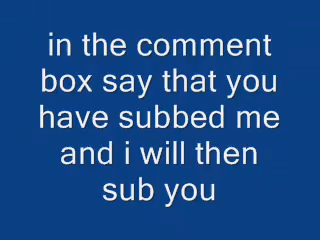 in the comment
box say that you
have subbed me
and i will then
sub you